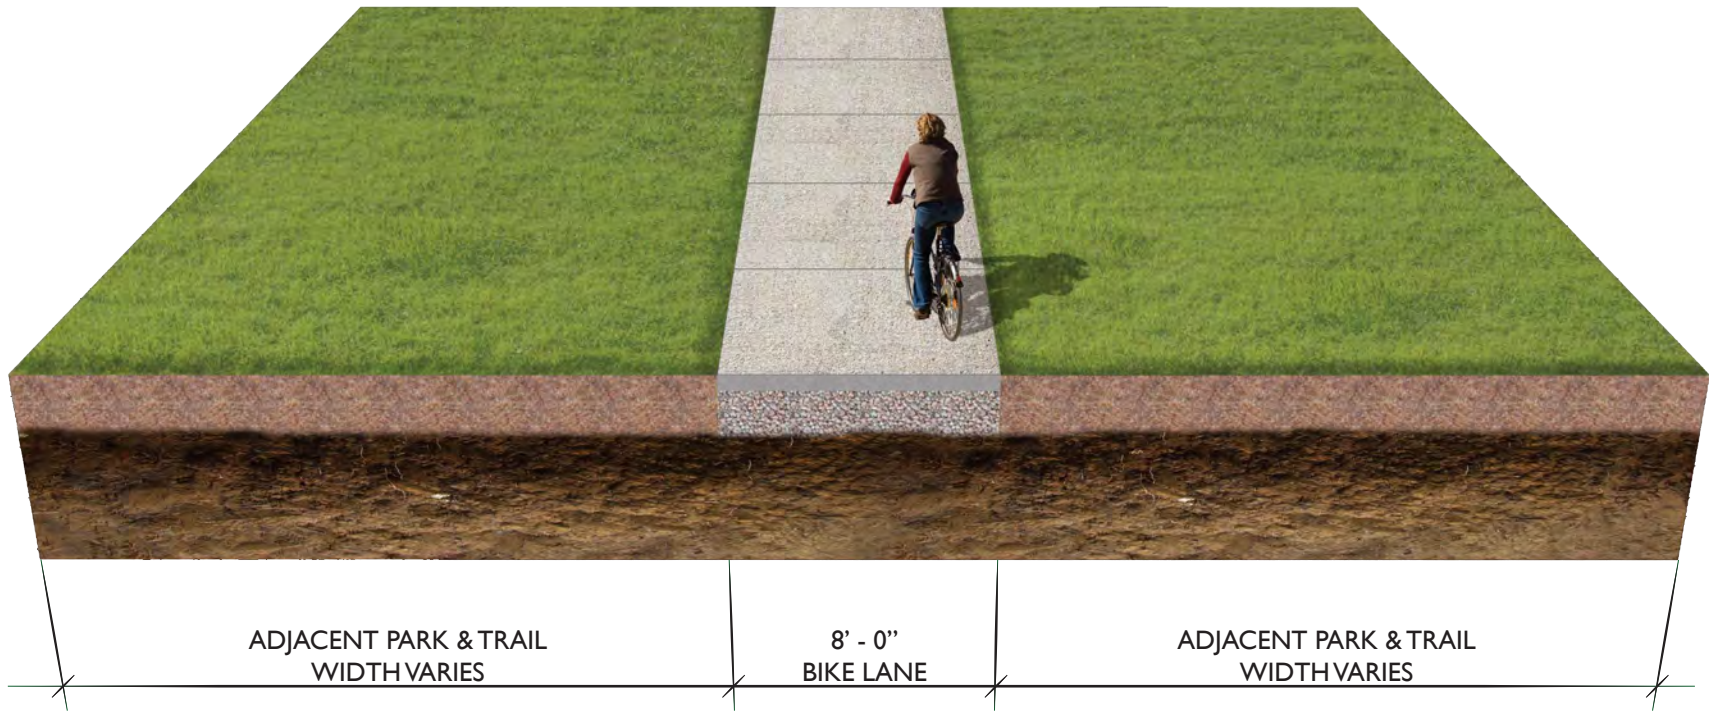 ADJACENT PARK & TRAIL
WIDTH VARIES
8’ - 0”
BIKE LANE
ADJACENT PARK & TRAIL
WIDTH VARIES